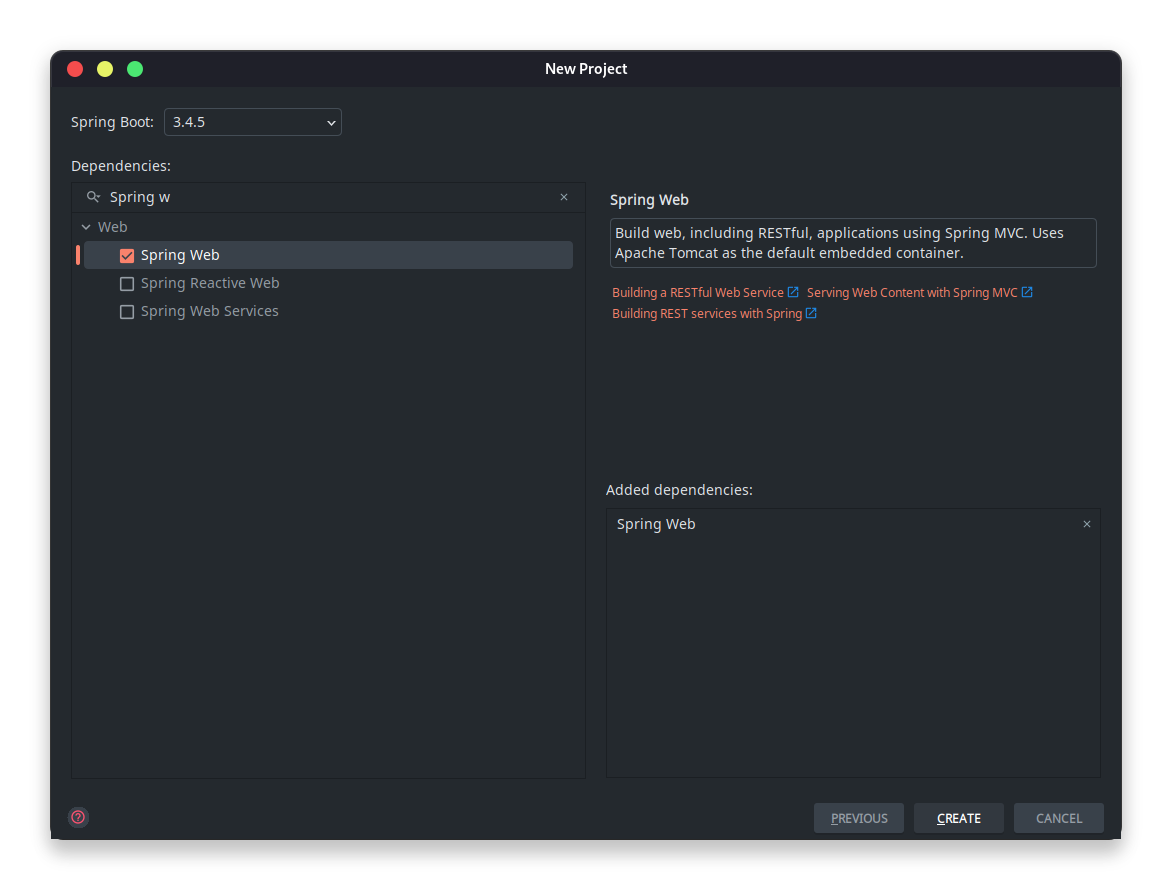 New Project
Spring Boot: 3.4.5
Dependencies:
Spring w
Web
Spring Web
Spring Reactive Web
Spring Web Services
Spring Web
Build web, including RESTful, applications using Spring MVC. Uses
Apache Tomcat as the default embedded container.
Building a RESTful Web Service Serving Web Content with Spring MVC
Building REST services with Spring
Added dependencies:
Spring Web
PREVIOUS CREATE CANCEL